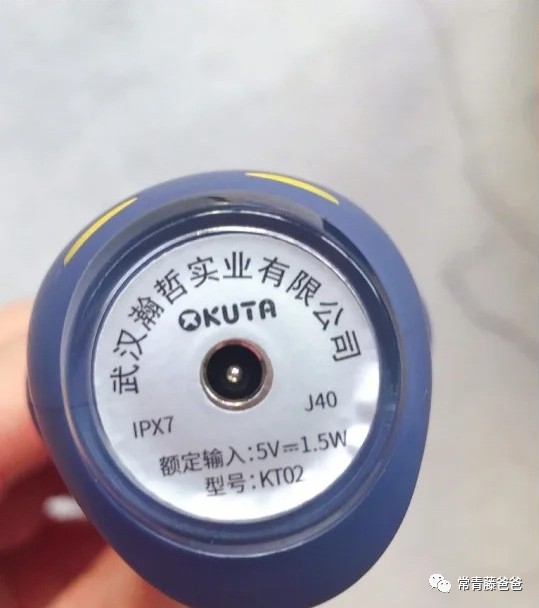 武汉瀚哲实业有限公司
KUTA
IPX7
J40
额定输入:5V⎓1.5W
型号:KT02
常青藤爸爸